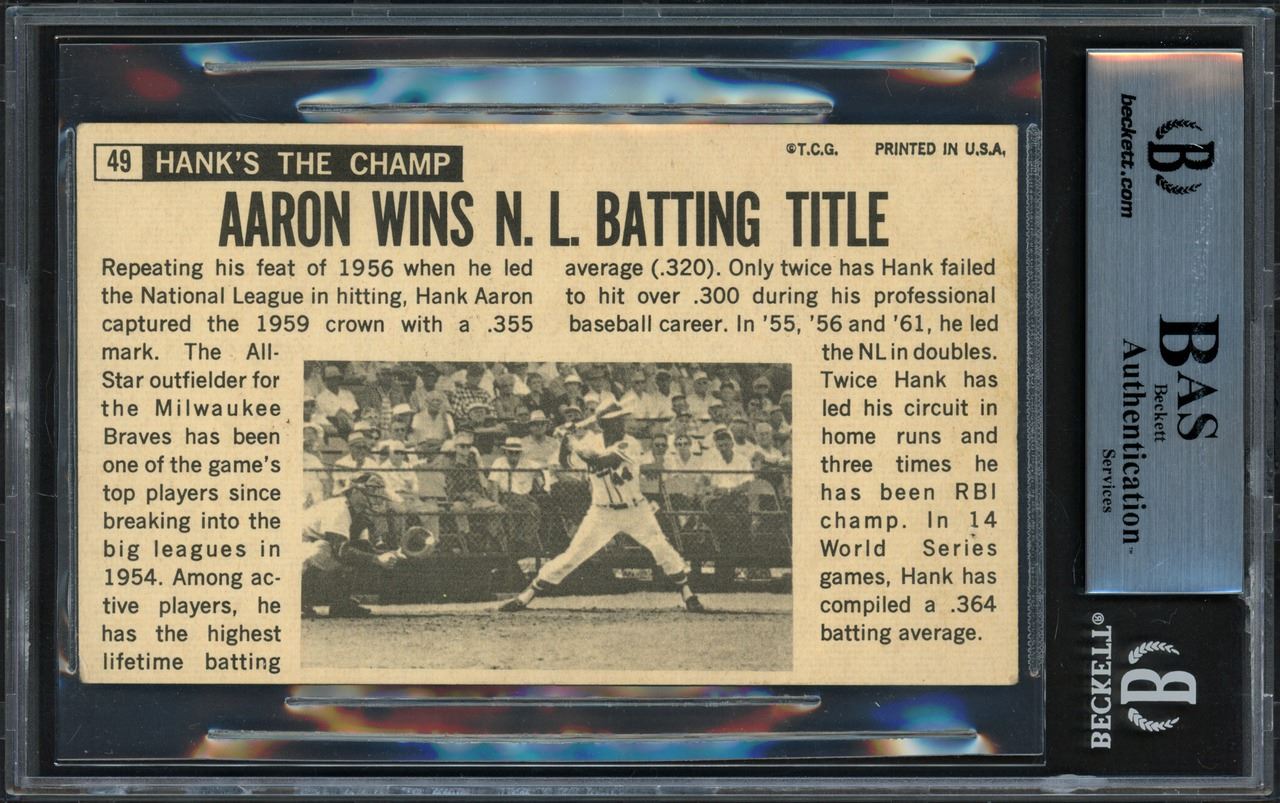 49 HANK'S THE CHAMP
©T.C.G. PRINTED IN U.S.A.
AARON WINS N. L. BATTING TITLE
Repeating his feat of 1956 when he led
the National League in hitting, Hank Aaron
captured the 1959 crown with a .355
mark. The All-
Star outfielder for
the Milwaukee
Braves has been
one of the game's
top players since
breaking into the
big leagues in
1954. Among ac-
tive players, he
has the highest
lifetime batting
average (.320). Only twice has Hank failed
to hit over .300 during his professional
baseball career. In '55, '56 and '61, he led
the NL in doubles.
Twice Hank has
led his circuit in
home runs and
three times he
has been RBI
champ. In 14
World Series
games, Hank has
compiled a .364
batting average.
44
B
beckett.com
BAS
Beckett
Authentication™
Services
B
BECKETT®